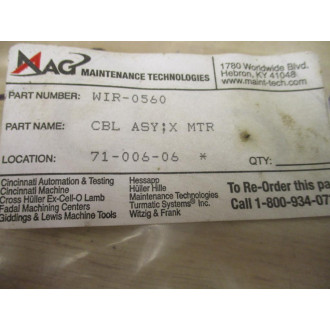 MAG
MAINTENANCE TECHNOLOGIES
1780 Worldwide Blvd.
Hebron, KY 41048
maint-tech.com
PART NUMBER: WIR-0560
PART NAME: CBL ASY;X MTR
LOCATION: 71-006-06 * QTY:
Cincinnati Automation & Testing
Cincinnati Machine
Cross Hüller Ex-Cell-O Lamb
Fadal Machining Centers
Giddings & Lewis Machine Tools
Hessapp
Hüller Hille
Maintenance Technologies
Turmatic Systems Inc.
Witzig & Frank
To Re-Order this pa
Call 1-800-934-07